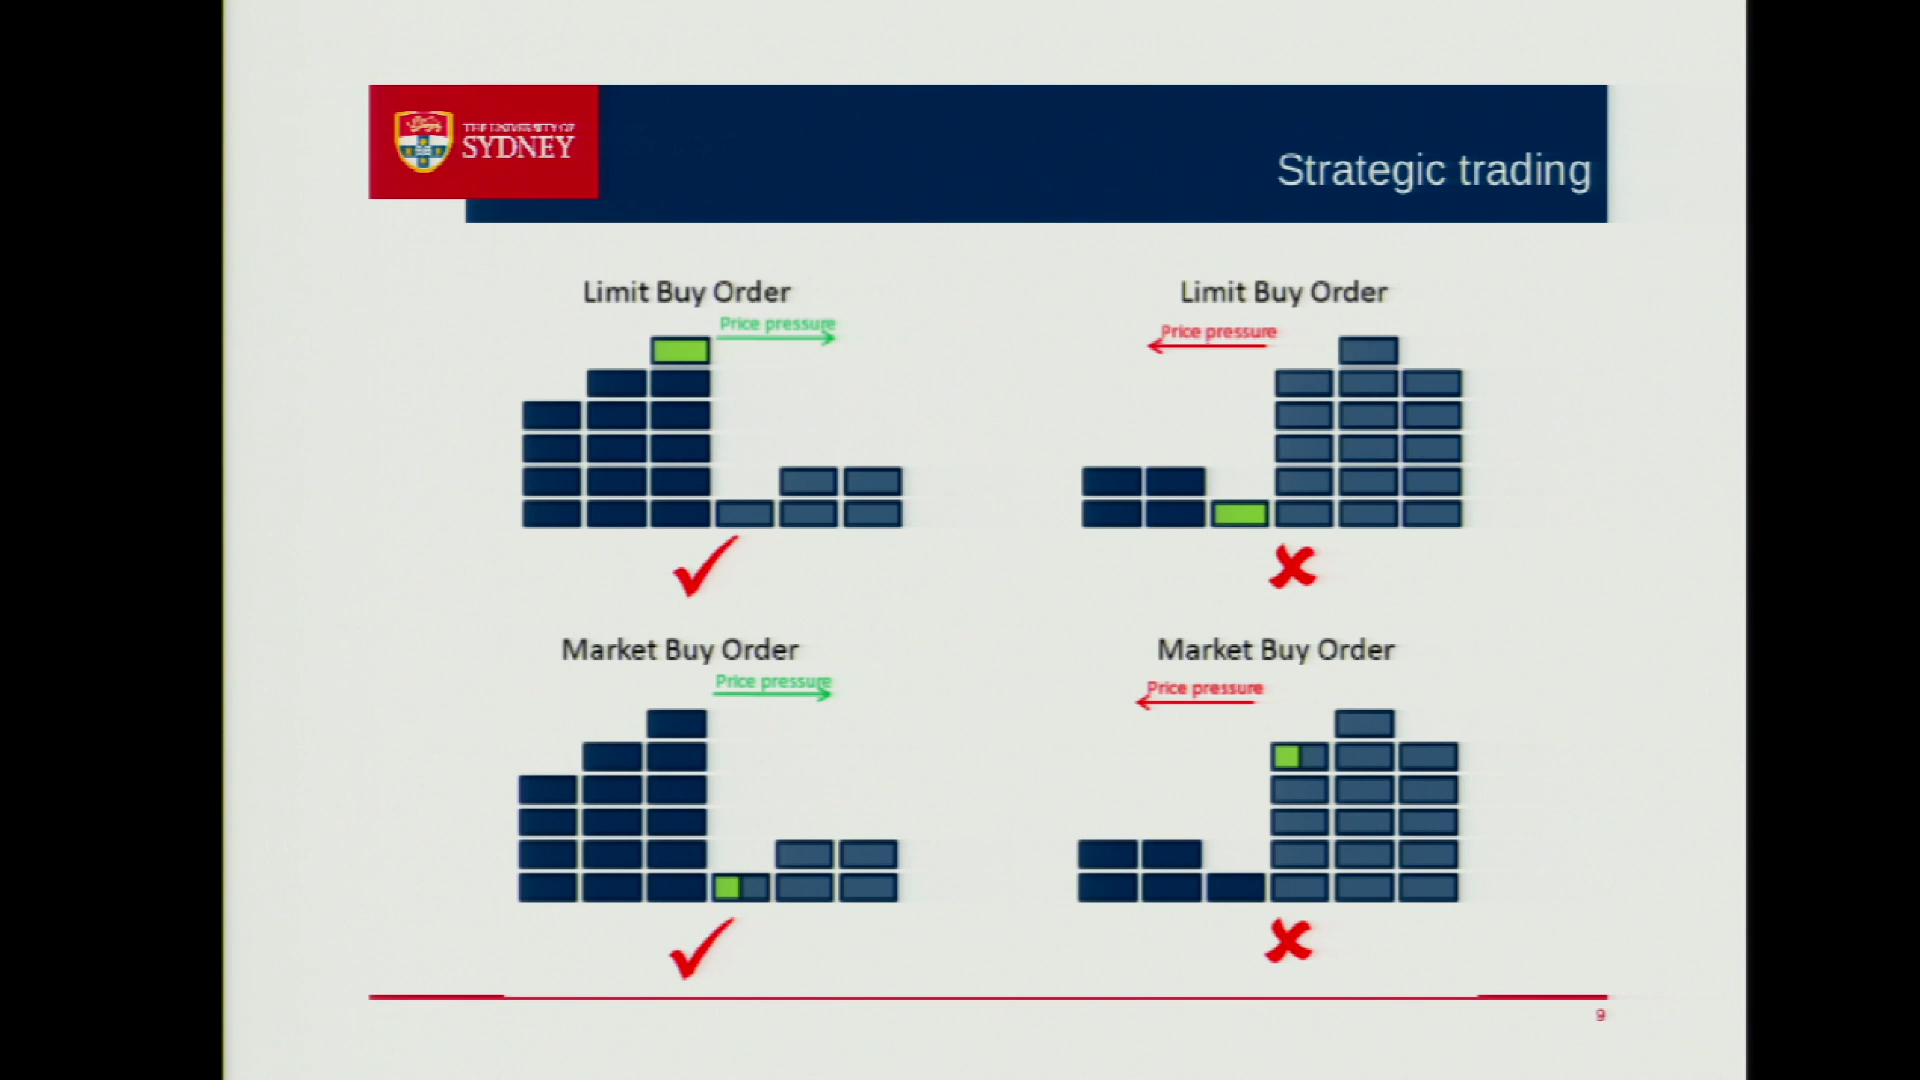 THE UNIVERSITY OF
SYDNEY
Strategic trading
Limit Buy Order
Price pressure
Limit Buy Order
Price pressure
Market Buy Order
Price pressure
Market Buy Order
Price pressure
9